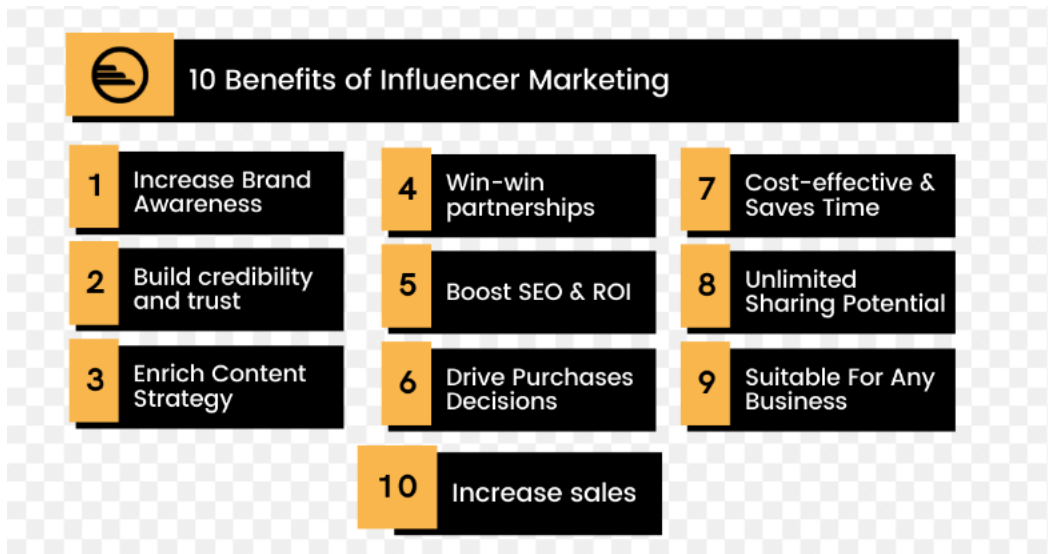 10 Benefits of Influencer Marketing
1
Increase Brand
Awareness
2
Build credibility
and trust
3
Enrich Content
Strategy
4
Win-win
partnerships
5
Boost SEO & ROI
6
Drive Purchases
Decisions
7
Cost-effective &
Saves Time
8
Unlimited
Sharing Potential
9
Suitable For Any
Business
10
Increase sales